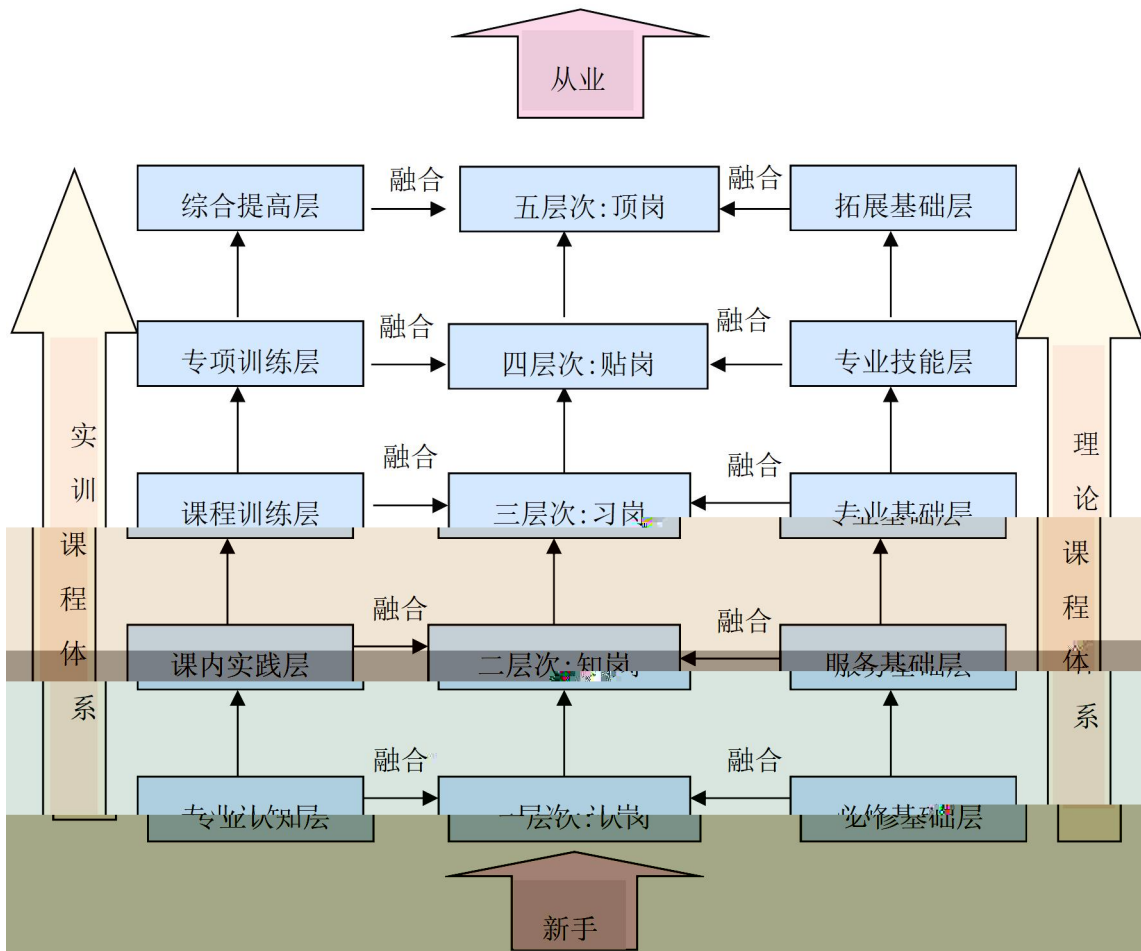 从业
融合
融合
综合提高层
五层次:顶岗
拓展基础层
融合
融合
专项训练层
四层次:贴岗
专业技能层
实训课程体系
理论课程体系
融合
融合
课程训练层
三层次:习岗
专业基础层
融合
融合
课内实践层
二层次:知岗
服务基础层
融合
融合
专业认知层
一层次:认岗
必修基础层
新手